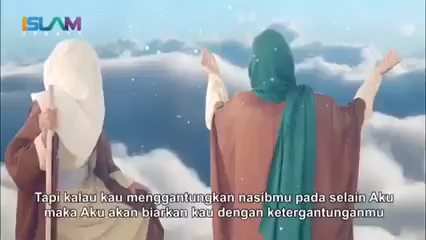 ISLAM
Tapi kalau kau menggantungkan nasibmu pada selain Aku
maka Aku akan biarkan kau dengan ketergantunganmu